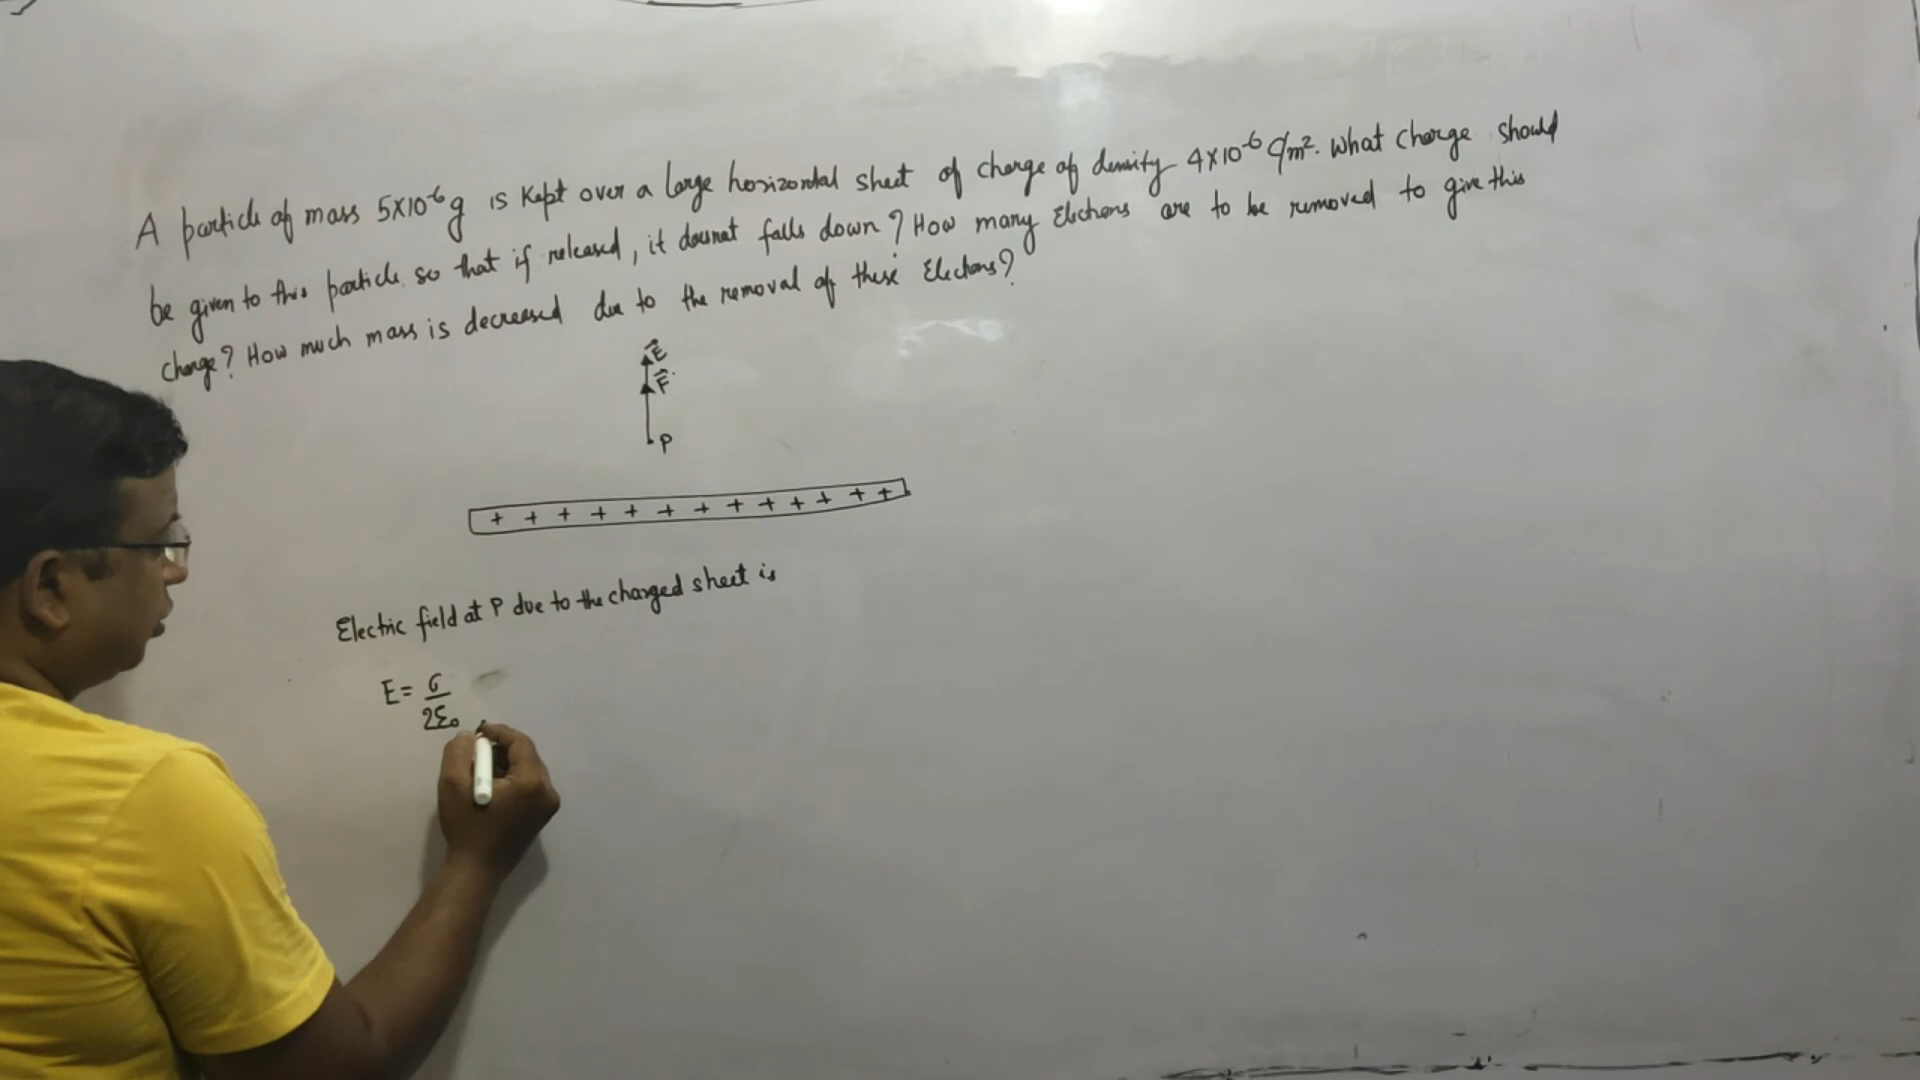 A particle of mass 5×10⁻⁶g is kept over a large horizontal sheet of charge of density 4×10⁻⁶ C/m². What charge should
be given to this particle so that if released, it doesnot falls down? How many Electrons are to be removed to give this
charge? How much mass is decreased due to the removal of these Electrons?
E⃗
F⃗
P
+ + + + + + + + + + + + +
Electric field at P due to the charged sheet is
E = σ/2ε₀